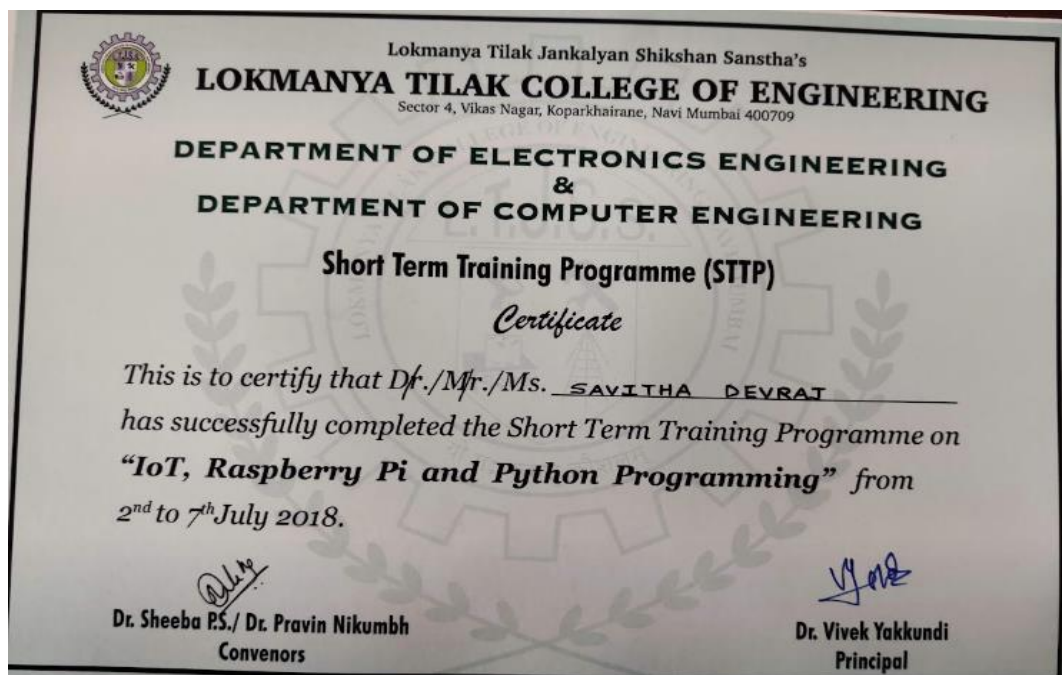 Lokmanya Tilak Jankalyan Shikshan Sanstha's
LOKMANYA TILAK COLLEGE OF ENGINEERING
Sector 4, Vikas Nagar, Koparkhairane, Navi Mumbai 400709
DEPARTMENT OF ELECTRONICS ENGINEERING
&
DEPARTMENT OF COMPUTER ENGINEERING
L.T.J.S.S.
Short Term Training Programme (STTP)
Certificate
This is to certify that Dr./Mr./Ms. SAVITHA DEVRAJ
has successfully completed the Short Term Training Programme on
“IoT, Raspberry Pi and Python Programming” from
2nd to 7th July 2018.
Dr. Sheeba P.S./ Dr. Pravin Nikumbh
Convenors
Dr. Vivek Yakkundi
Principal